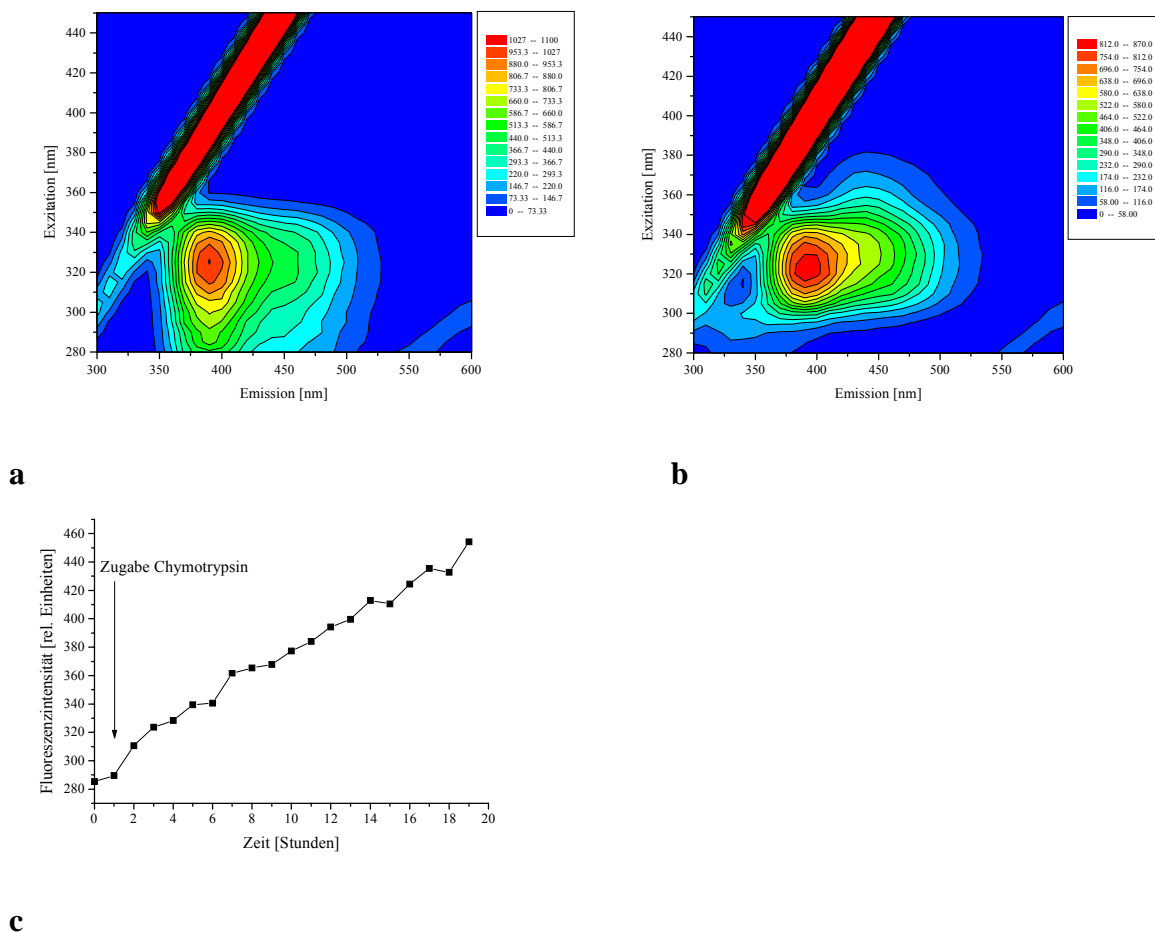 440
420
400
380
360
340
320
300
280
Exzitation [nm]
300 350 400 450 500 550 600
Emission [nm]
1027 -- 1100
953.3 -- 1027
880.0 -- 953.3
806.7 -- 880.0
733.3 -- 806.7
660.0 -- 733.3
586.7 -- 660.0
513.3 -- 586.7
440.0 -- 513.3
366.7 -- 440.0
293.3 -- 366.7
220.0 -- 293.3
146.7 -- 220.0
73.33 -- 146.7
0 -- 73.33
a
440
420
400
380
360
340
320
300
280
Exzitation [nm]
300 350 400 450 500 550 600
Emission [nm]
812.0 -- 870.0
754.0 -- 812.0
696.0 -- 754.0
638.0 -- 696.0
580.0 -- 638.0
522.0 -- 580.0
464.0 -- 522.0
406.0 -- 464.0
348.0 -- 406.0
290.0 -- 348.0
232.0 -- 290.0
174.0 -- 232.0
116.0 -- 174.0
58.00 -- 116.0
0 -- 58.00
b
460
440
420
400
380
360
340
320
300
280
Fluoreszenzintensität [rel. Einheiten]
Zugabe Chymotrypsin
0 2 4 6 8 10 12 14 16 18 20
Zeit [Stunden]
c